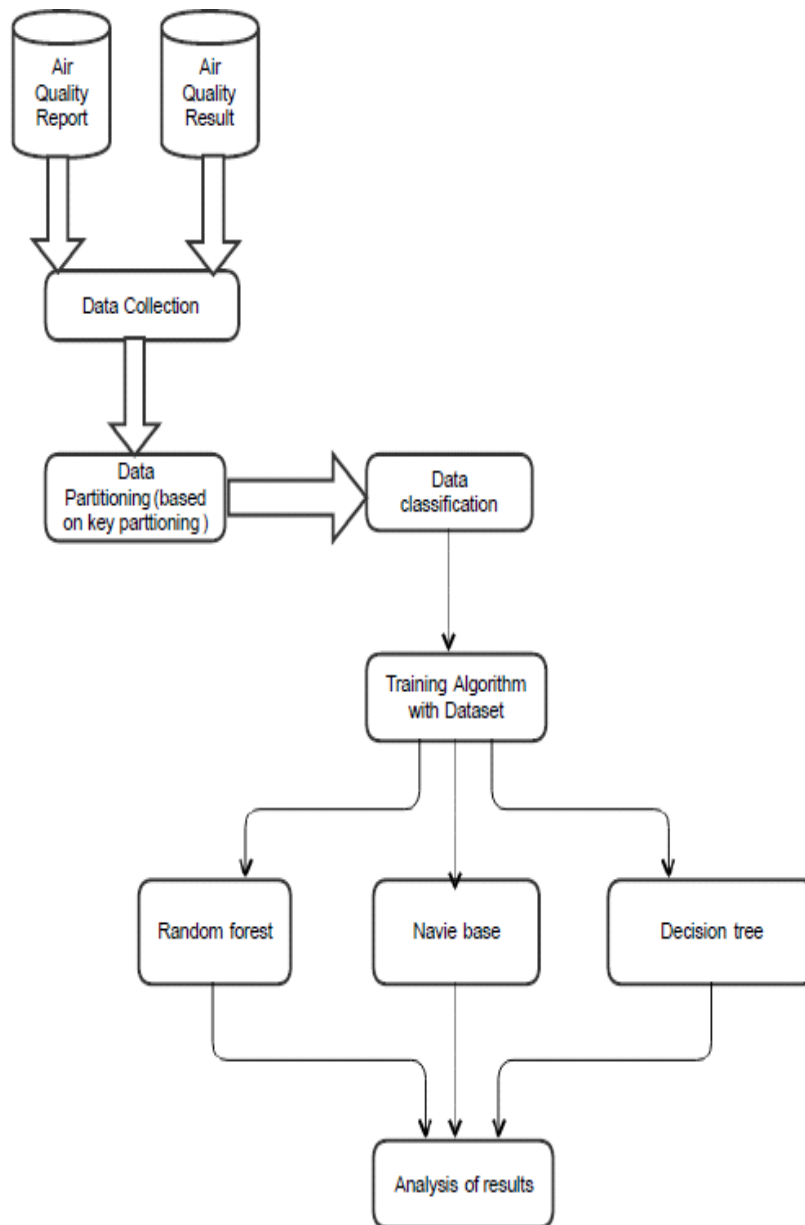 Air
Quality
Report
Air
Quality
Result
Data Collection
Data
Partitioning (based
on key parttioning )
Data
classification
Training Algorithm
with Dataset
Random forest
Navie base
Decision tree
Analysis of results